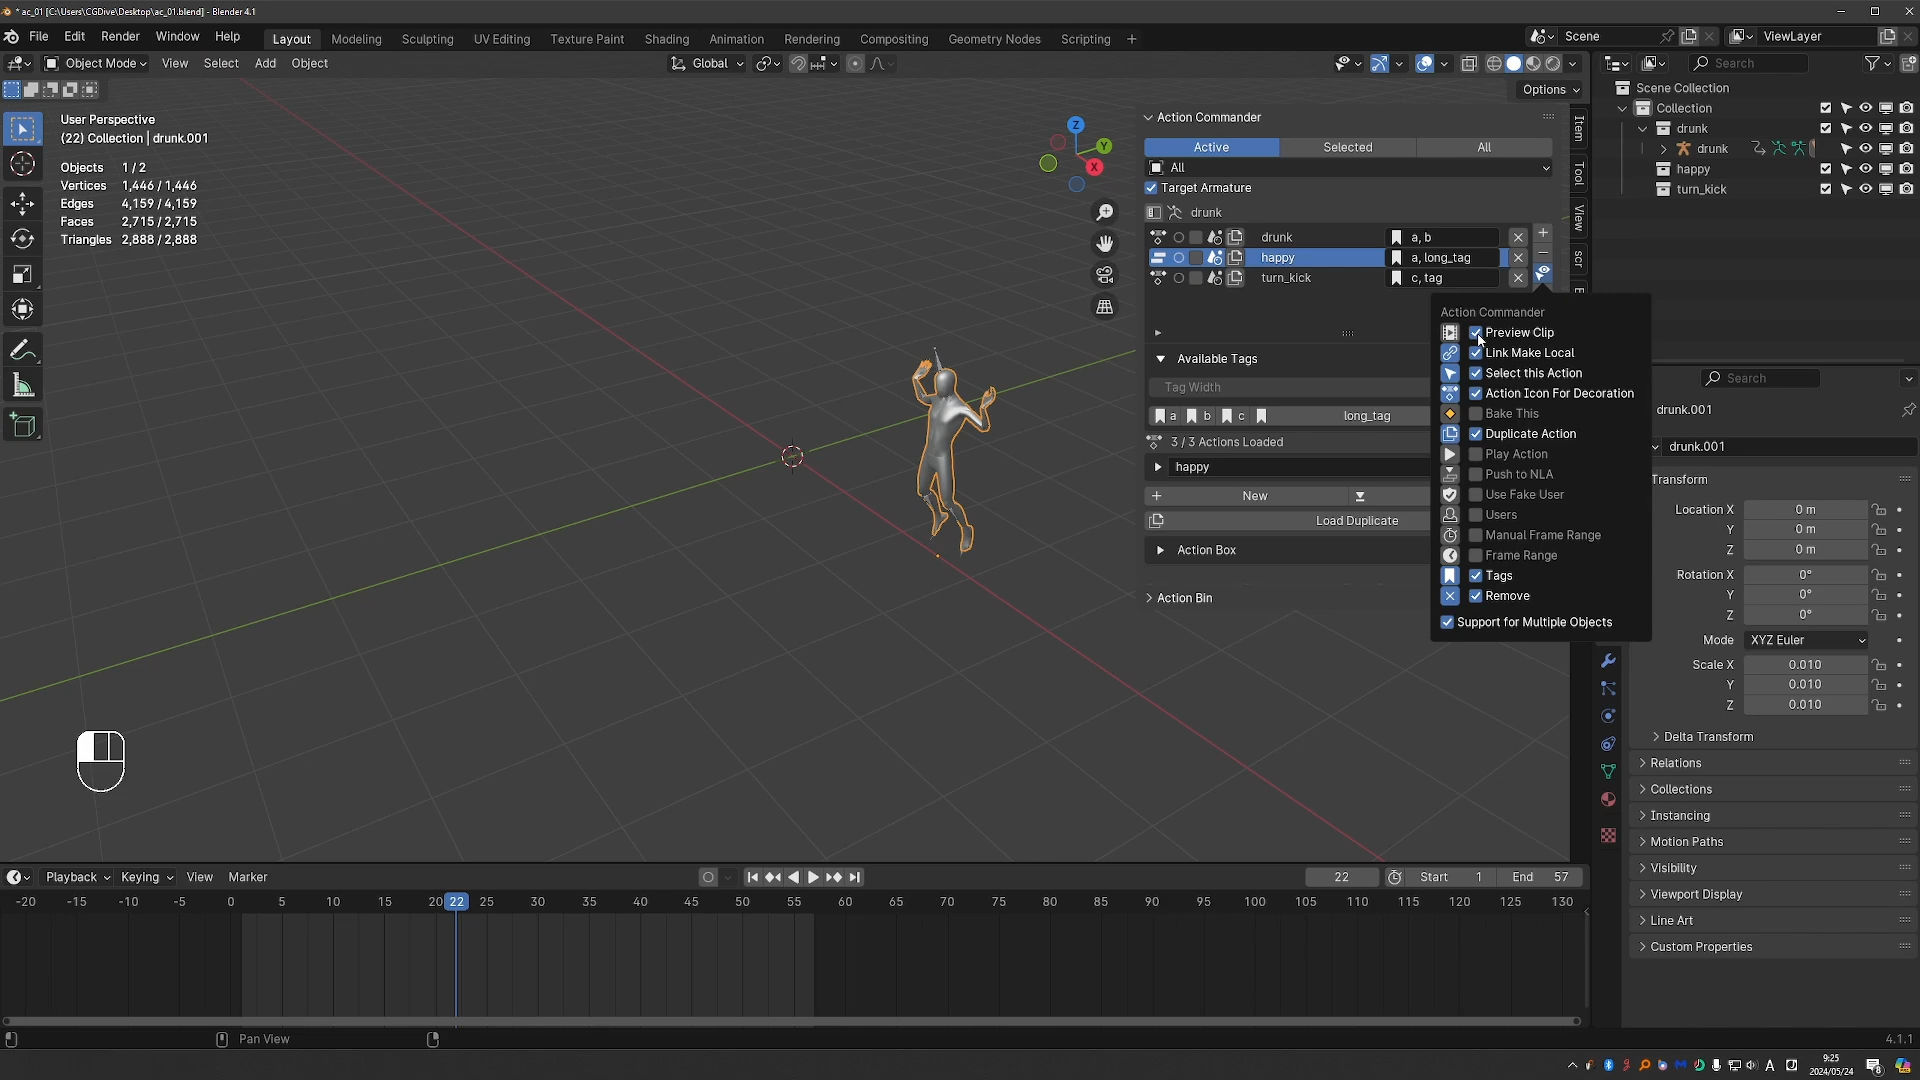 * ac_01 [C:\Users\CGDive\Desktop\ac_01.blend] - Blender 4.1
File Edit Render Window Help
Layout Modeling Sculpting UV Editing Texture Paint Shading Animation Rendering Compositing Geometry Nodes Scripting +
Scene
ViewLayer
Object Mode View Select Add Object
Global
Options
User Perspective
(22) Collection | drunk.001
Objects 1 / 2
Vertices 1,446 / 1,446
Edges 4,159 / 4,159
Faces 2,715 / 2,715
Triangles 2,888 / 2,888
Z
Y
X
Action Commander
Active Selected All
All
Target Armature
drunk
drunk a, b
happy a, long_tag
turn_kick c, tag
Available Tags
Tag Width
a b c long_tag
3 / 3 Actions Loaded
happy
New
Load Duplicate
Action Box
Action Bin
Item
Tool
View
scr
Action Commander
Preview Clip
Link Make Local
Select this Action
Action Icon For Decoration
Bake This
Duplicate Action
Play Action
Push to NLA
Use Fake User
Users
Manual Frame Range
Frame Range
Tags
Remove
Support for Multiple Objects
Search
Scene Collection
Collection
drunk
drunk
happy
turn_kick
Search
drunk.001
drunk.001
Transform
Location X 0 m
Y 0 m
Z 0 m
Rotation X 0°
Y 0°
Z 0°
Mode XYZ Euler
Scale X 0.010
Y 0.010
Z 0.010
Delta Transform
Relations
Collections
Instancing
Motion Paths
Visibility
Viewport Display
Line Art
Custom Properties
Playback Keying View Marker
22 Start 1 End 57
-20 -15 -10 -5 0 5 10 15 20 22 25 30 35 40 45 50 55 60 65 70 75 80 85 90 95 100 105 110 115 120 125 130
Pan View
4.1.1
A
9:25
2024/05/24
8